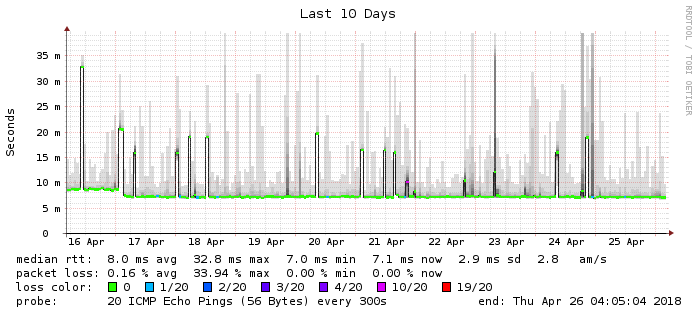 Last 10 Days
RRDTOOL / TOBI OETIKER
Seconds
35 m
30 m
25 m
20 m
15 m
10 m
5 m
0
16 Apr 17 Apr 18 Apr 19 Apr 20 Apr 21 Apr 22 Apr 23 Apr 24 Apr 25 Apr
median rtt: 8.0 ms avg 32.8 ms max 7.0 ms min 7.1 ms now 2.9 ms sd 2.8 am/s
packet loss: 0.16 % avg 33.94 % max 0.00 % min 0.00 % now
loss color: 0 1/20 2/20 3/20 4/20 10/20 19/20
probe: 20 ICMP Echo Pings (56 Bytes) every 300s end: Thu Apr 26 04:05:04 2018